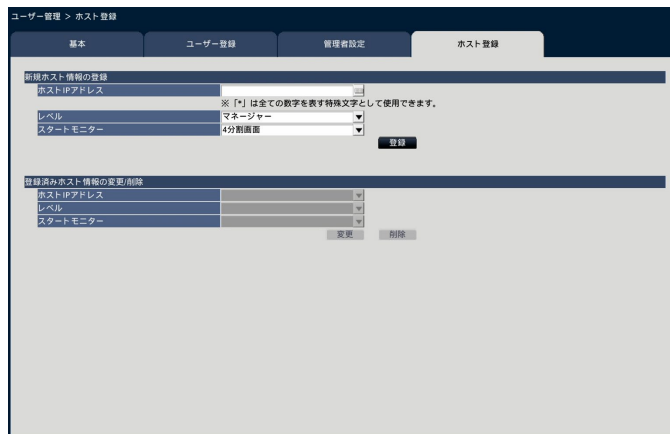 ユーザー管理 > ホスト登録
基本 ユーザー登録 管理者設定 ホスト登録
新規ホスト情報の登録
ホストIPアドレス
※「*」は全ての数字を表す特殊文字として使用できます。
レベル マネージャー
スタートモニター 4分割画面
登録
登録済みホスト情報の変更/削除
ホストIPアドレス
レベル
スタートモニター
変更 削除